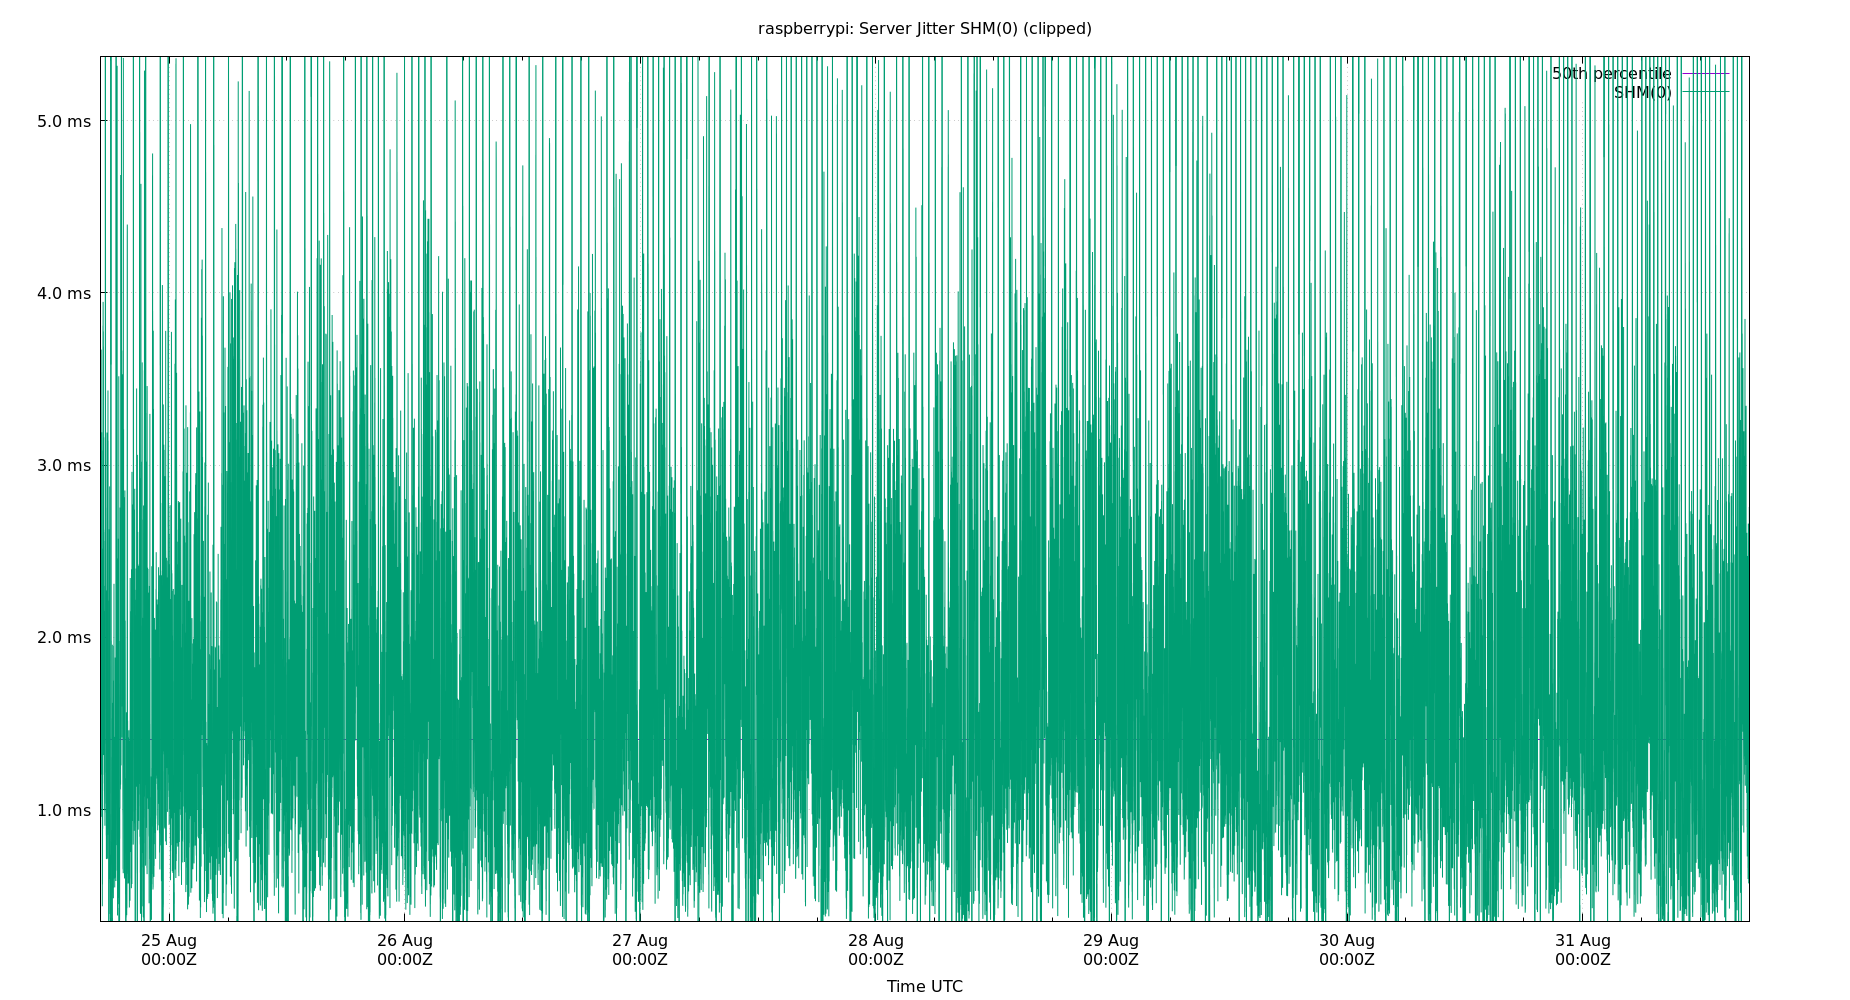 raspberrypi: Server Jitter SHM(0) (clipped)
50th percentile
SHM(0)
5.0 ms
4.0 ms
3.0 ms
2.0 ms
1.0 ms
25 Aug 26 Aug 27 Aug 28 Aug 29 Aug 30 Aug 31 Aug
00:00Z 00:00Z 00:00Z 00:00Z 00:00Z 00:00Z 00:00Z
Time UTC